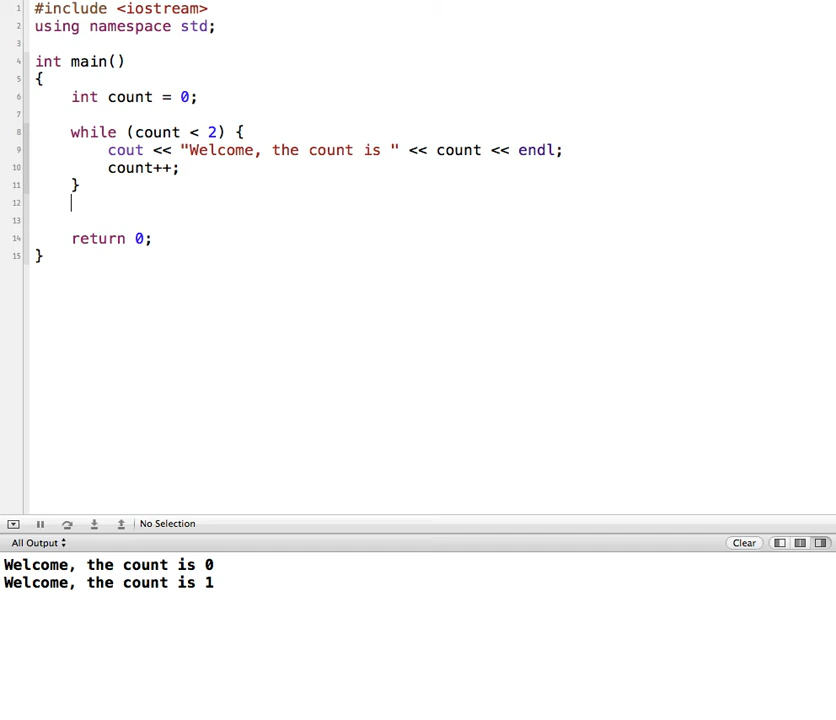 1 #include <iostream>
2 using namespace std;
3
4 int main()
5 {
6     int count = 0;
7
8     while (count < 2) {
9         cout << "Welcome, the count is " << count << endl;
10         count++;
11     }
12
13
14     return 0;
15 }
No Selection
All Output Clear
Welcome, the count is 0
Welcome, the count is 1